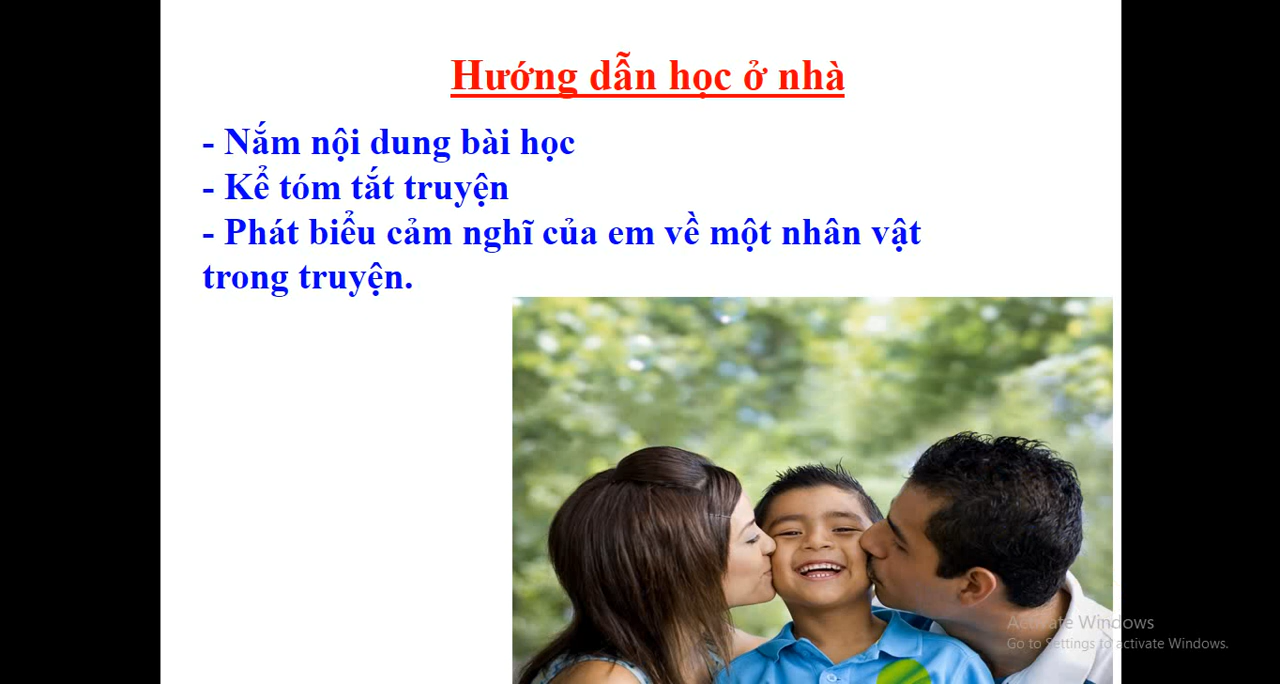 Hướng dẫn học ở nhà
- Nắm nội dung bài học
- Kể tóm tắt truyện
- Phát biểu cảm nghĩ của em về một nhân vật
trong truyện.
Activate Windows
Go to Settings to activate Windows.